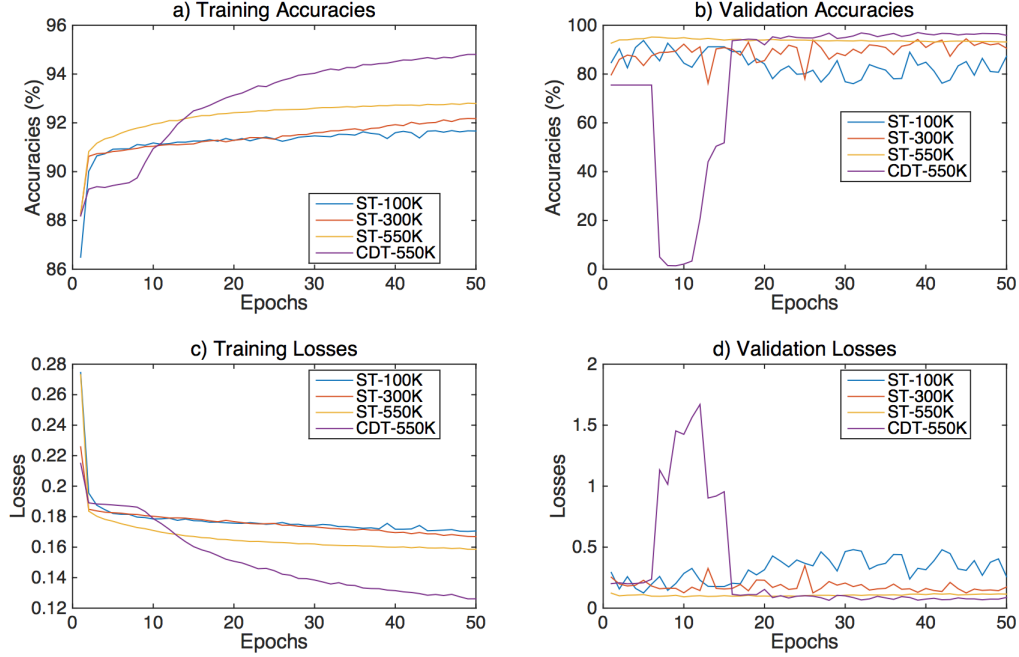 a) Training Accuracies
96
94
92
90
88
86
Accuracies (%)
ST-100K
ST-300K
ST-550K
CDT-550K
0 10 20 30 40 50
Epochs
b) Validation Accuracies
100
80
60
40
20
0
Accuracies (%)
ST-100K
ST-300K
ST-550K
CDT-550K
0 10 20 30 40 50
Epochs
c) Training Losses
0.28
0.26
0.24
0.22
0.2
0.18
0.16
0.14
0.12
Losses
ST-100K
ST-300K
ST-550K
CDT-550K
0 10 20 30 40 50
Epochs
d) Validation Losses
2
1.5
1
0.5
0
Losses
ST-100K
ST-300K
ST-550K
CDT-550K
0 10 20 30 40 50
Epochs